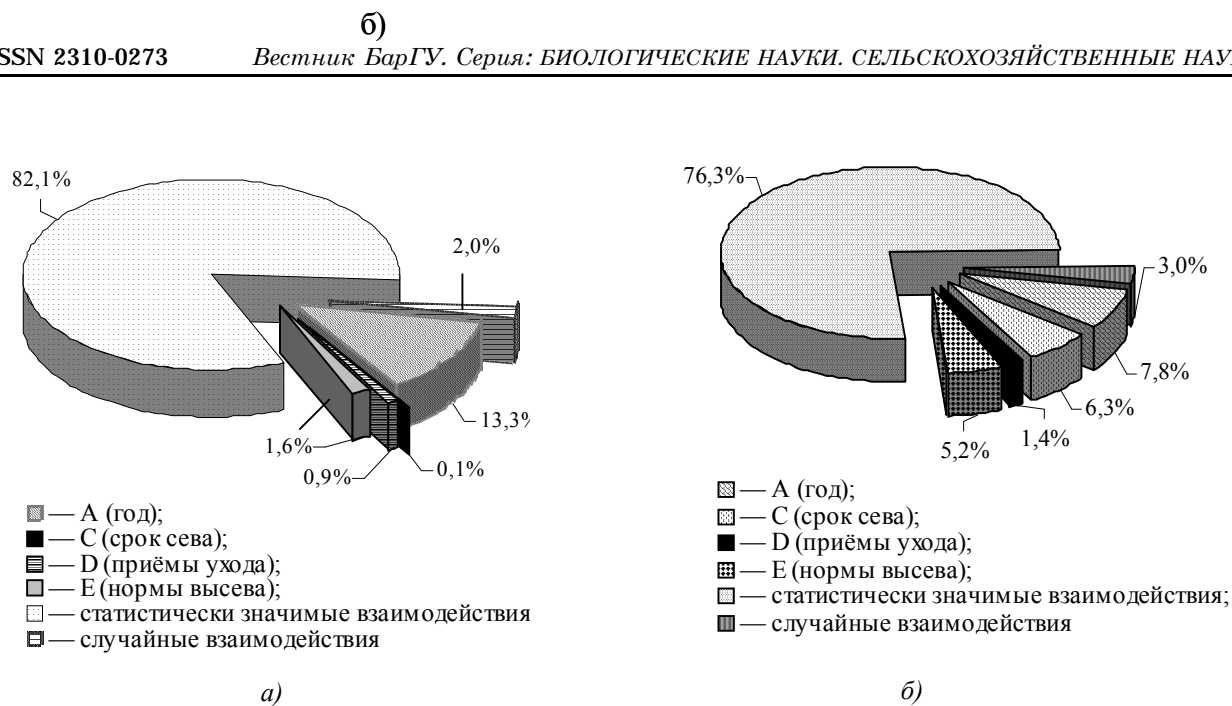 б)
SSN 2310-0273 Вестник БарГУ. Серия: БИОЛОГИЧЕСКИЕ НАУКИ. СЕЛЬСКОХОЗЯЙСТВЕННЫЕ НАУ
82,1%
2,0%
13,3%
1,6%
0,9%
0,1%
— A (год);
— C (срок сева);
— D (приёмы ухода);
— E (нормы высева);
— статистически значимые взаимодействия
— случайные взаимодействия
а)
76,3%
3,0%
7,8%
6,3%
1,4%
5,2%
— A (год);
— C (срок сева);
— D (приёмы ухода);
— E (нормы высева);
— статистически значимые взаимодействия;
— случайные взаимодействия
б)